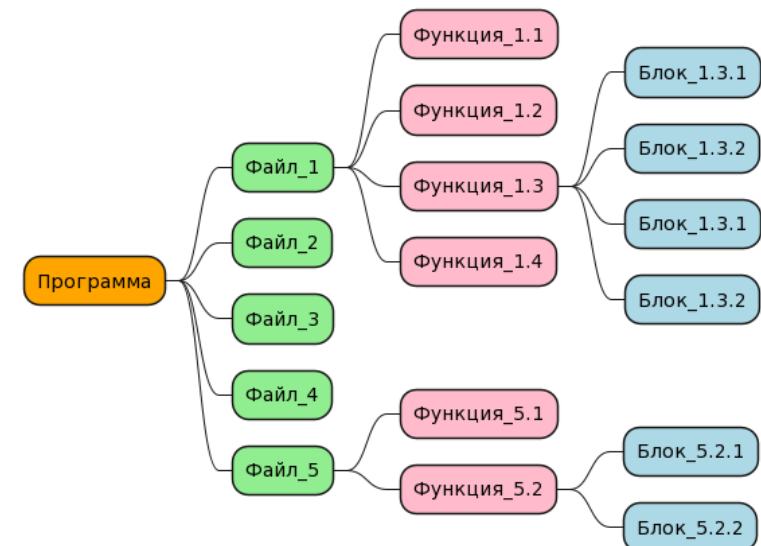 Программа
Файл_1
Функция_1.1
Функция_1.2
Функция_1.3
Блок_1.3.1
Блок_1.3.2
Блок_1.3.1
Блок_1.3.2
Функция_1.4
Файл_2
Файл_3
Файл_4
Файл_5
Функция_5.1
Функция_5.2
Блок_5.2.1
Блок_5.2.2